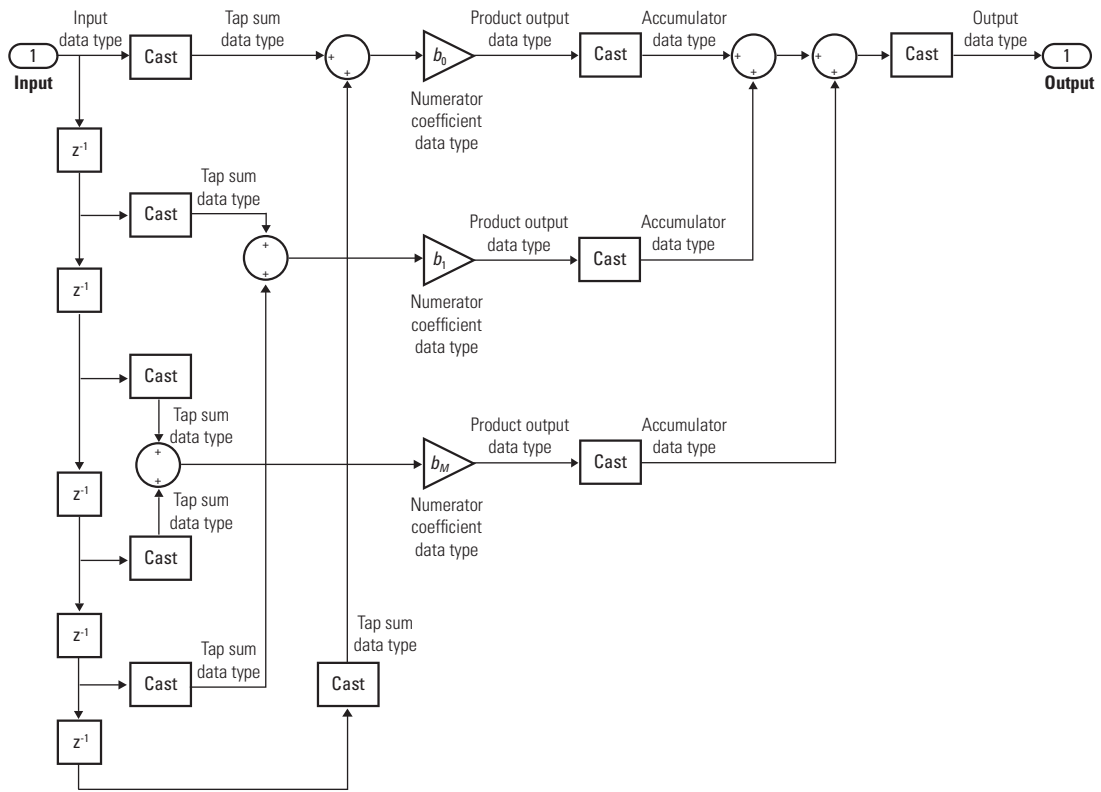 Input
data type
Tap sum
data type
Product output
data type
Accumulator
data type
Output
data type
1
Input
Cast
+
+
b0
Cast
+
+
+
+
Cast
1
Output
Numerator
coefficient
data type
z-1
Tap sum
data type
Cast
+
+
Product output
data type
Accumulator
data type
b1
Cast
z-1
Numerator
coefficient
data type
Cast
Tap sum
data type
+
+
Product output
data type
Accumulator
data type
bM
Cast
z-1
Tap sum
data type
Numerator
coefficient
data type
Cast
z-1
Tap sum
data type
Tap sum
data type
Cast
Cast
z-1